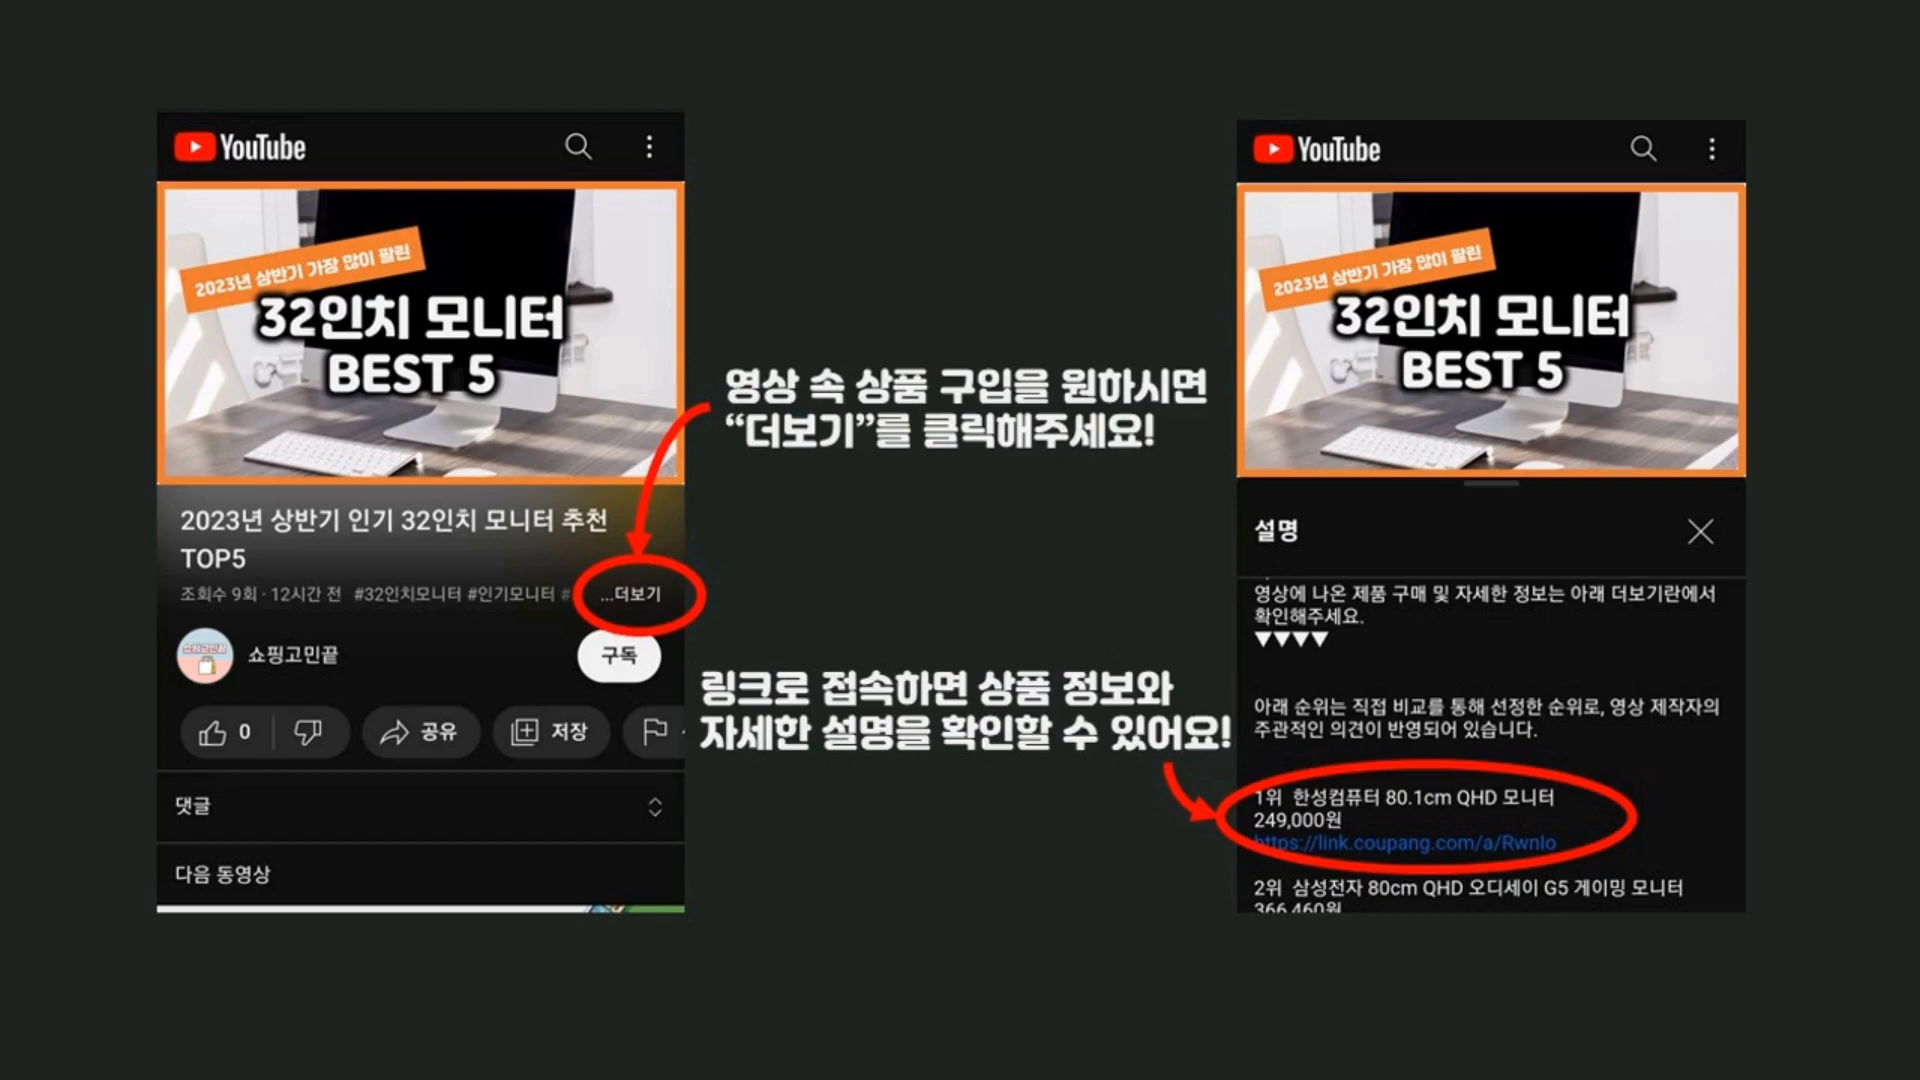 YouTube
2023년 상반기 가장 많이 팔린
32인치 모니터
BEST 5
2023년 상반기 인기 32인치 모니터 추천
TOP5
조회수 9회 · 12시간 전 #32인치모니터 #인기모니터 # ...더보기
쇼핑고민끝
쇼핑고민끝
구독
0
공유
저장
댓글
다음 동영상
영상 속 상품 구입을 원하시면
“더보기”를 클릭해주세요!
링크로 접속하면 상품 정보와
자세한 설명을 확인할 수 있어요!
YouTube
2023년 상반기 가장 많이 팔린
32인치 모니터
BEST 5
설명
영상에 나온 제품 구매 및 자세한 정보는 아래 더보기란에서
확인해주세요.
▼▼▼▼
아래 순위는 직접 비교를 통해 선정한 순위로, 영상 제작자의
주관적인 의견이 반영되어 있습니다.
1위 한성컴퓨터 80.1cm QHD 모니터
249,000원
https://link.coupang.com/a/Rwnlo
2위 삼성전자 80cm QHD 오디세이 G5 게이밍 모니터
366,460원